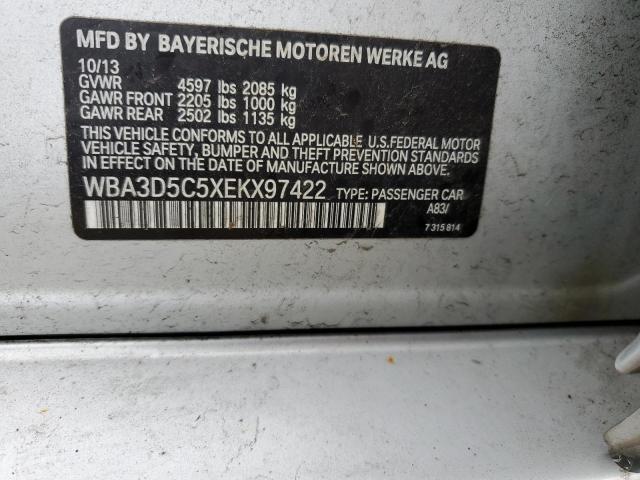 MFD BY BAYERISCHE MOTOREN WERKE AG
10/13
GVWR 4597 lbs 2085 kg
GAWR FRONT 2205 lbs 1000 kg
GAWR REAR 2502 lbs 1135 kg
THIS VEHICLE CONFORMS TO ALL APPLICABLE U.S.FEDERAL MOTOR
VEHICLE SAFETY, BUMPER AND THEFT PREVENTION STANDARDS
IN EFFECT ON THE DATE OF MANUFACTURE SHOWN ABOVE.
WBA3D5C5XEKX97422 TYPE: PASSENGER CAR
A83/
7 315 814